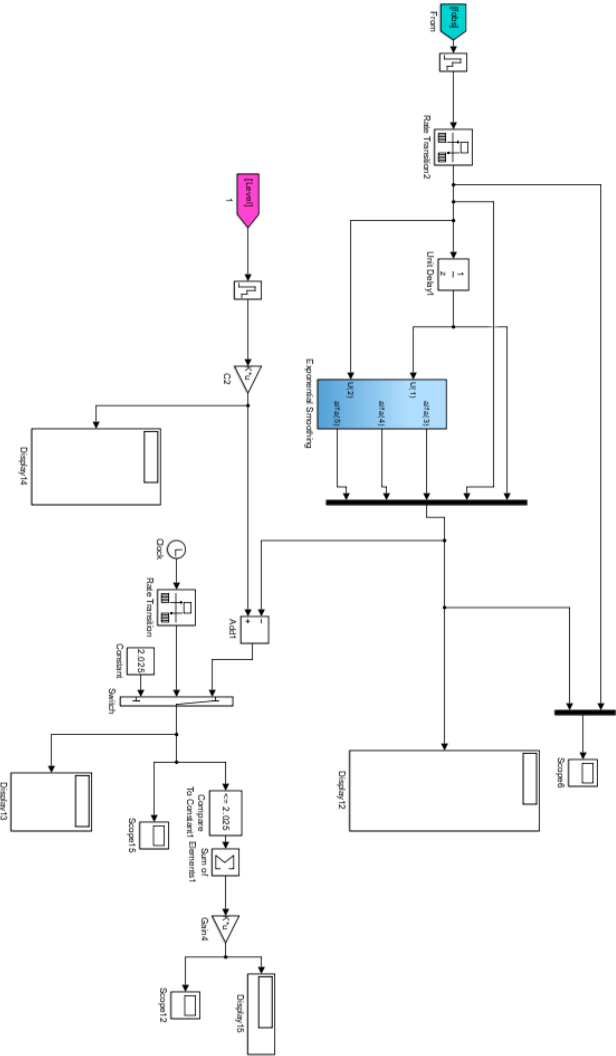 [fobs]
From
Rate Transition2
1
z
Unit Delay1
U(1)
U(2)
alfa(3)
alfa(4)
alfa(5)
Exponential Smoothing
Scope6
Display12
[Level]
1
K*u
C2
Display14
−
+
Add1
Clock
Rate Transition
2.025
Constant
Switch
Display13
Scope15
<= 2.025
Compare
To Constant1
Sum of
Elements1
K*u
Gain4
Display15
Scope12